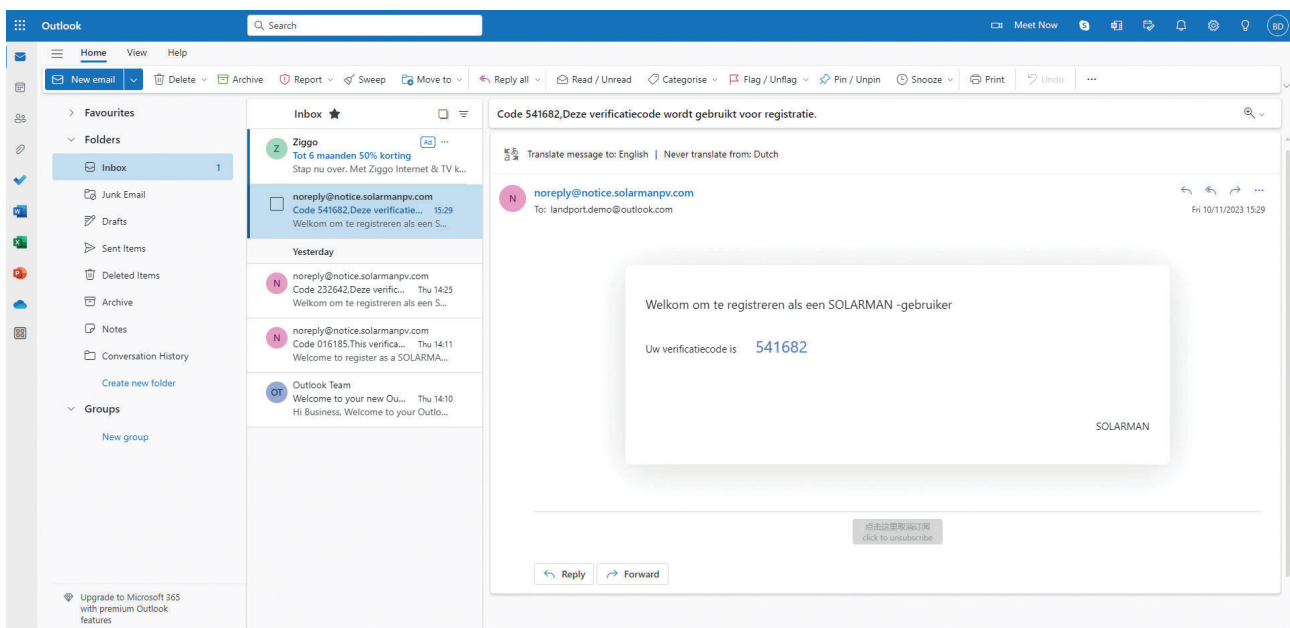 Outlook
Search
Meet Now
BD
Home View Help
New email Delete Archive Report Sweep Move to Reply all Read / Unread Categorise Flag / Unflag Pin / Unpin Snooze Print Undo ...
Favourites
Folders
Inbox 1
Junk Email
Drafts
Sent Items
Deleted Items
Archive
Notes
Conversation History
Create new folder
Groups
New group
Upgrade to Microsoft 365
with premium Outlook
features
Inbox
Z
Ziggo Ad ...
Tot 6 maanden 50% korting
Stap nu over. Met Ziggo Internet & TV k...
noreply@notice.solarmanpv.com
Code 541682,Deze verificatie... 15:29
Welkom om te registreren als een S...
Yesterday
N
noreply@notice.solarmanpv.com
Code 232642.Deze verific... Thu 14:25
Welkom om te registreren als een S...
N
noreply@notice.solarmanpv.com
Code 016185.This verifica... Thu 14:11
Welcome to register as a SOLARMA...
OT
Outlook Team
Welcome to your new Ou... Thu 14:10
Hi Business, Welcome to your Outlo...
Code 541682,Deze verificatiecode wordt gebruikt voor registratie.
Translate message to: English | Never translate from: Dutch
N
noreply@notice.solarmanpv.com
To: landport.demo@outlook.com
...
Fri 10/11/2023 15:29
Welkom om te registreren als een SOLARMAN -gebruiker
Uw verificatiecode is 541682
SOLARMAN
点击这里取消订阅
click to unsubscribe
Reply Forward